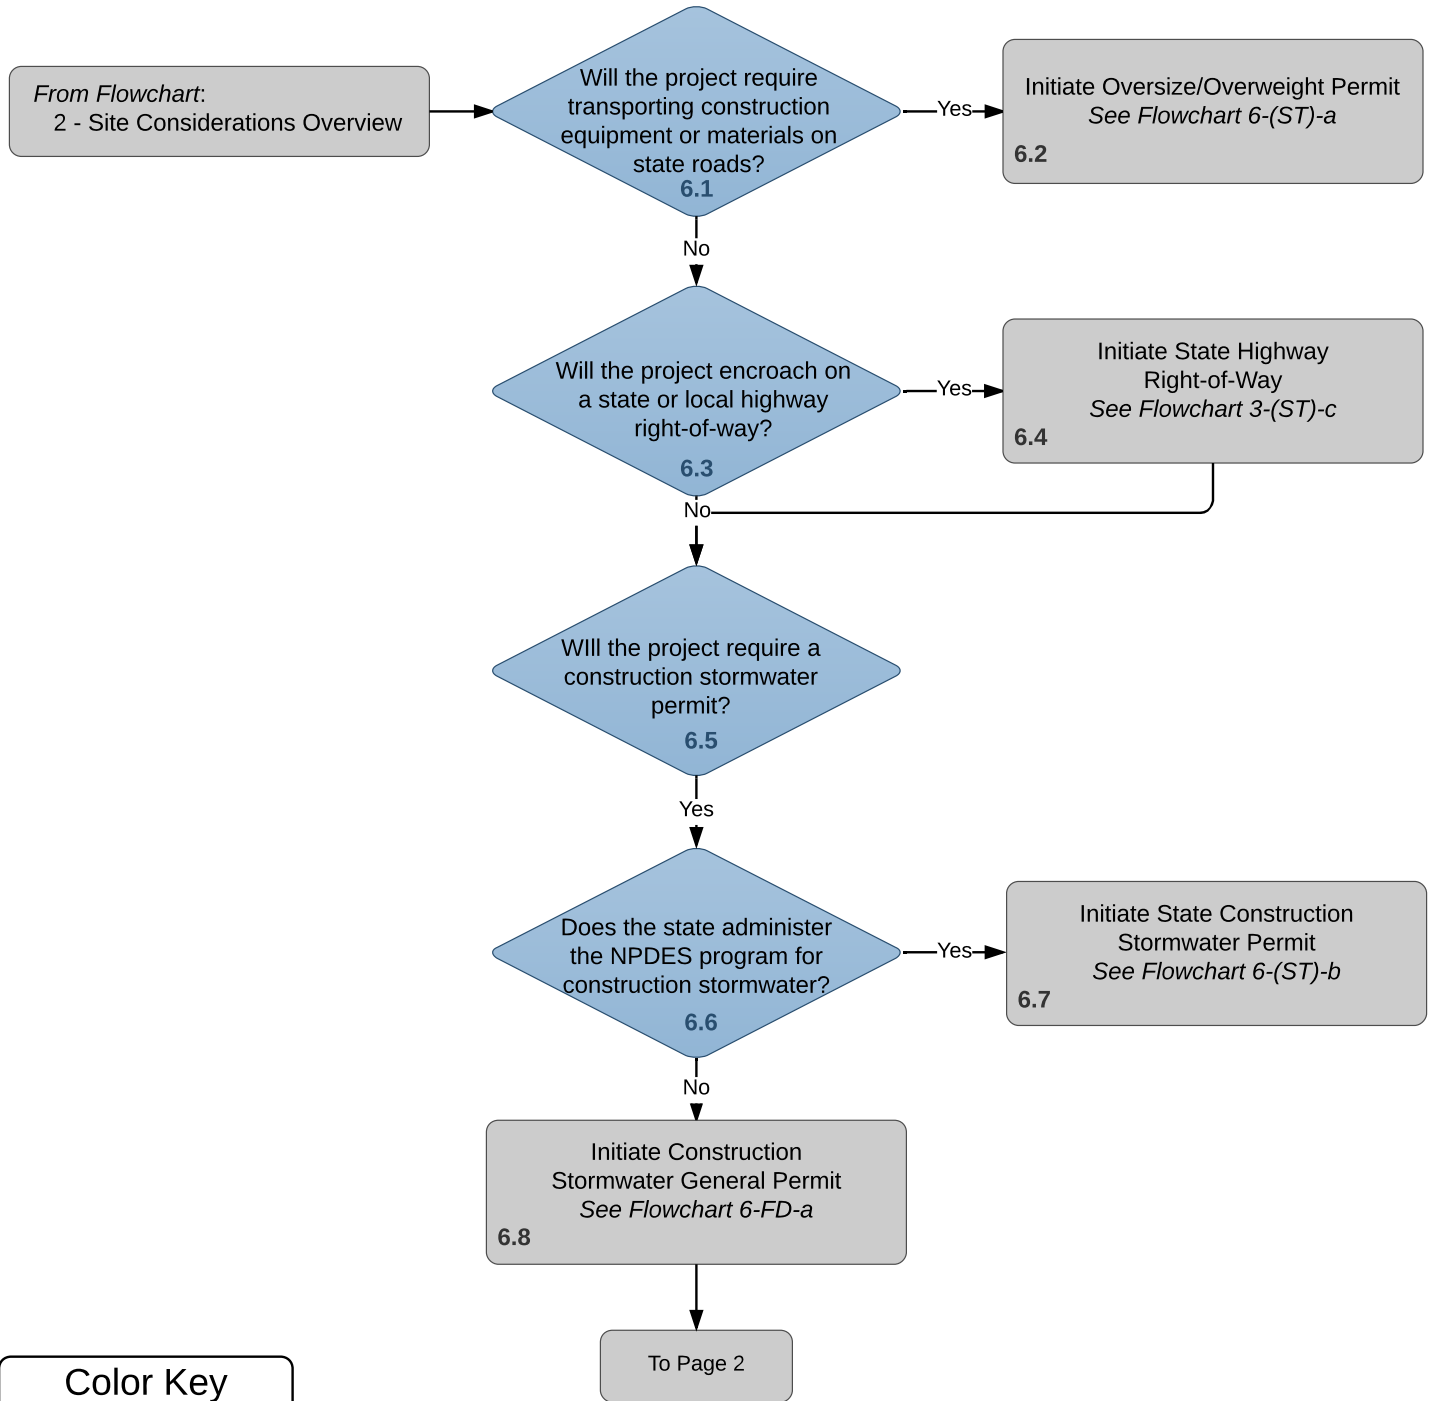 From Flowchart:
2 - Site Considerations Overview
Will the project require
transporting construction
equipment or materials on
state roads?
6.1
Yes
Initiate Oversize/Overweight Permit
See Flowchart 6-(ST)-a
6.2
No
Will the project encroach on
a state or local highway
right-of-way?
6.3
Yes
Initiate State Highway
Right-of-Way
See Flowchart 3-(ST)-c
6.4
No
WIll the project require a
construction stormwater
permit?
6.5
Yes
Does the state administer
the NPDES program for
construction stormwater?
6.6
Yes
Initiate State Construction
Stormwater Permit
See Flowchart 6-(ST)-b
6.7
No
Initiate Construction
Stormwater General Permit
See Flowchart 6-FD-a
6.8
To Page 2
Color Key